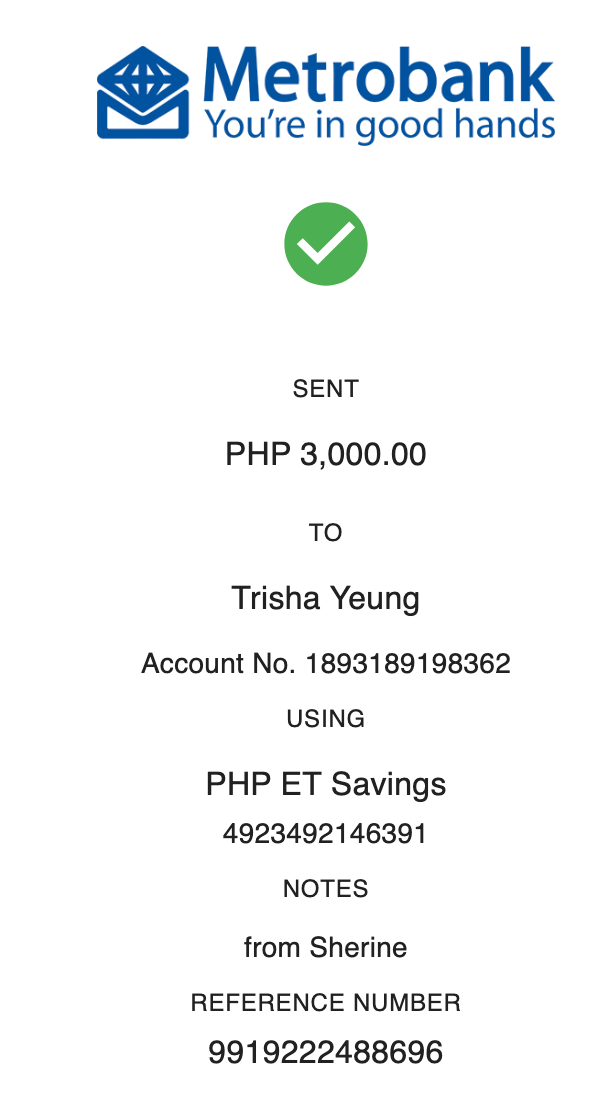 Metrobank
You're in good hands
SENT
PHP 3,000.00
TO
Trisha Yeung
Account No. 1893189198362
USING
PHP ET Savings
4923492146391
NOTES
from Sherine
REFERENCE NUMBER
9919222488696